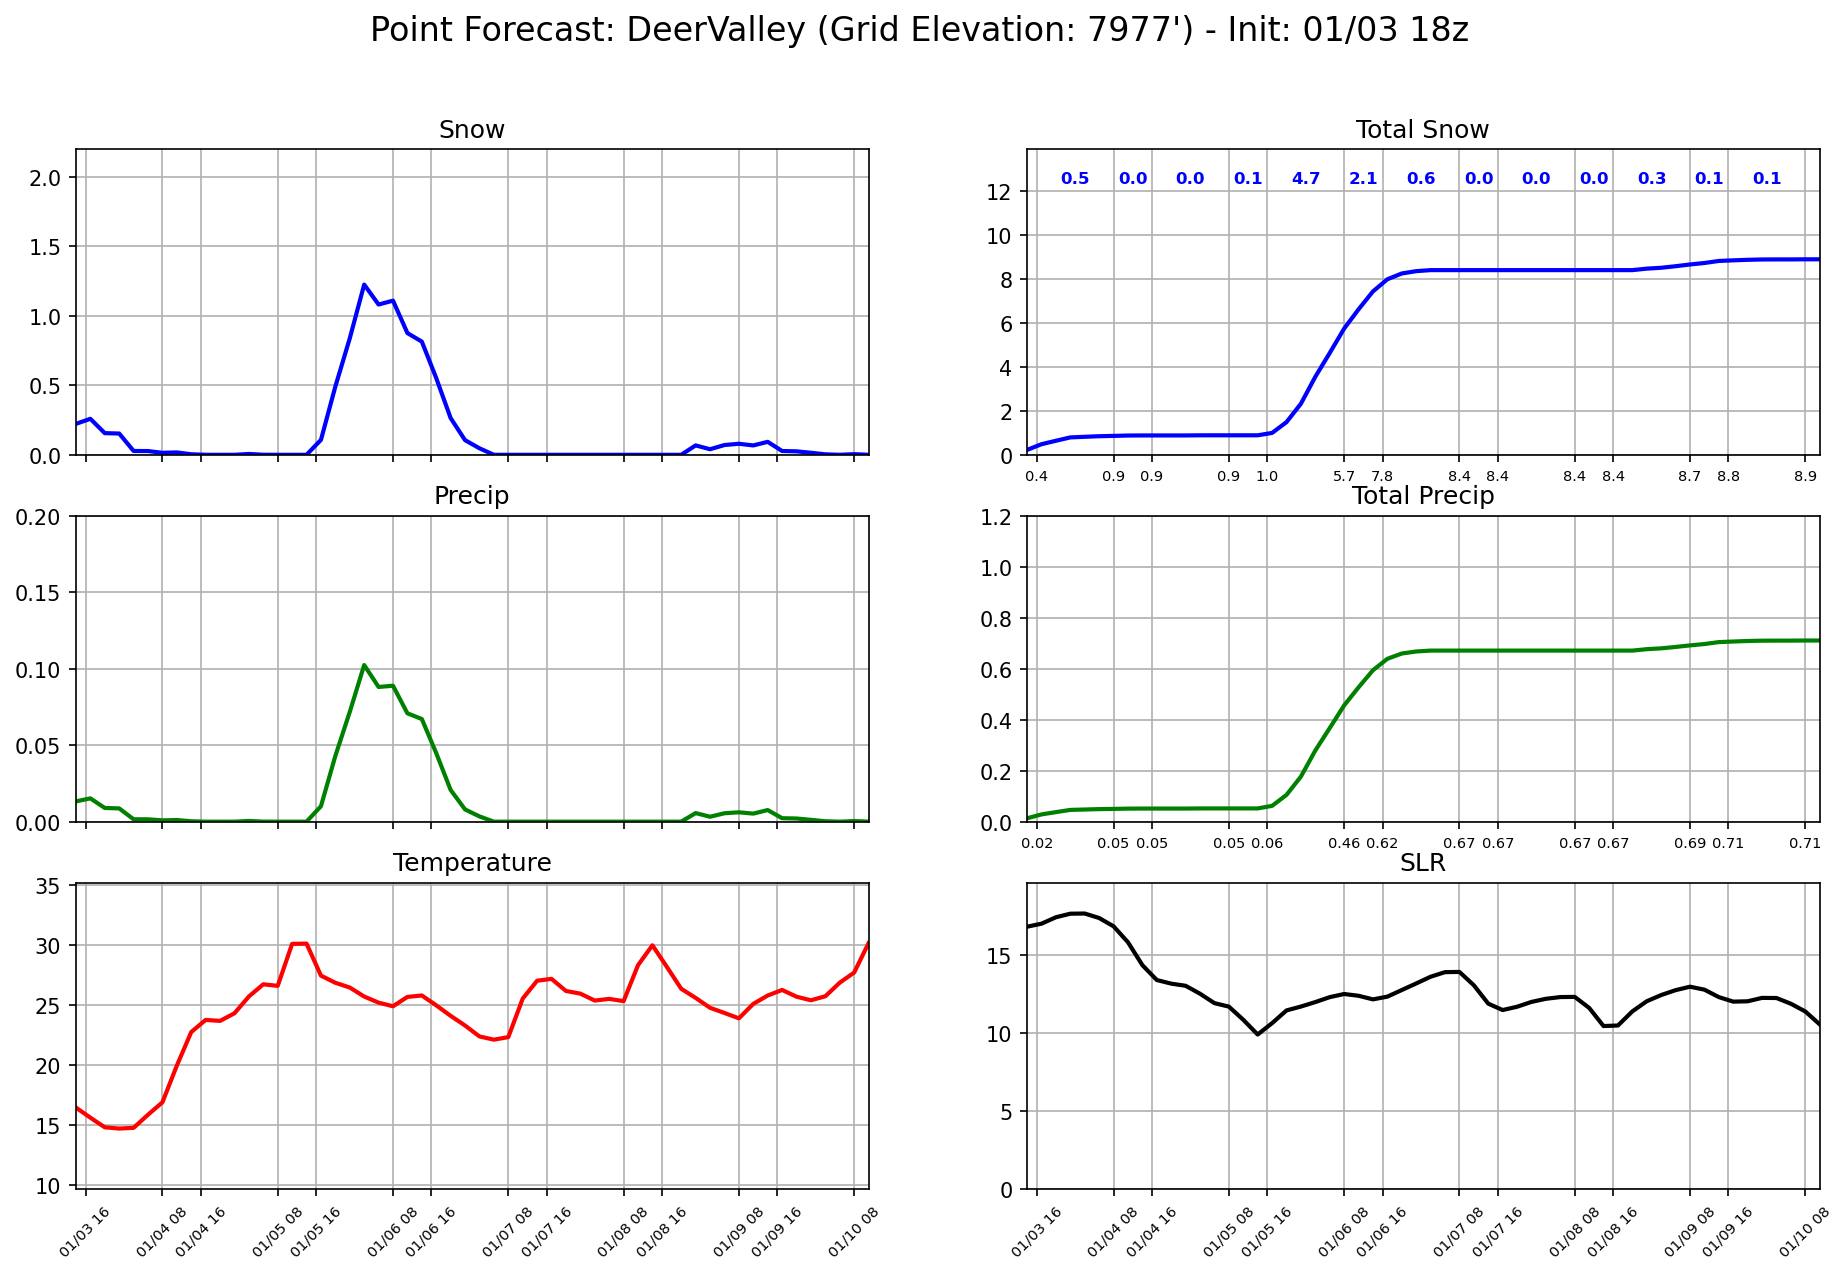 Point Forecast: DeerValley (Grid Elevation: 7977') - Init: 01/03 18z
Snow
2.0
1.5
1.0
0.5
0.0
Total Snow
0.5 0.0 0.0 0.1 4.7 2.1 0.6 0.0 0.0 0.0 0.3 0.1 0.1
12
10
8
6
4
2
0
0.4 0.9 0.9 0.9 1.0 5.7 7.8 8.4 8.4 8.4 8.4 8.7 8.8 8.9
Precip
0.20
0.15
0.10
0.05
0.00
Total Precip
1.2
1.0
0.8
0.6
0.4
0.2
0.0
0.02 0.05 0.05 0.05 0.06 0.46 0.62 0.67 0.67 0.67 0.67 0.69 0.71 0.71
Temperature
35
30
25
20
15
10
01/03 16 01/04 08 01/04 16 01/05 08 01/05 16 01/06 08 01/06 16 01/07 08 01/07 16 01/08 08 01/08 16 01/09 08 01/09 16 01/10 08
SLR
15
10
5
0
01/03 16 01/04 08 01/04 16 01/05 08 01/05 16 01/06 08 01/06 16 01/07 08 01/07 16 01/08 08 01/08 16 01/09 08 01/09 16 01/10 08